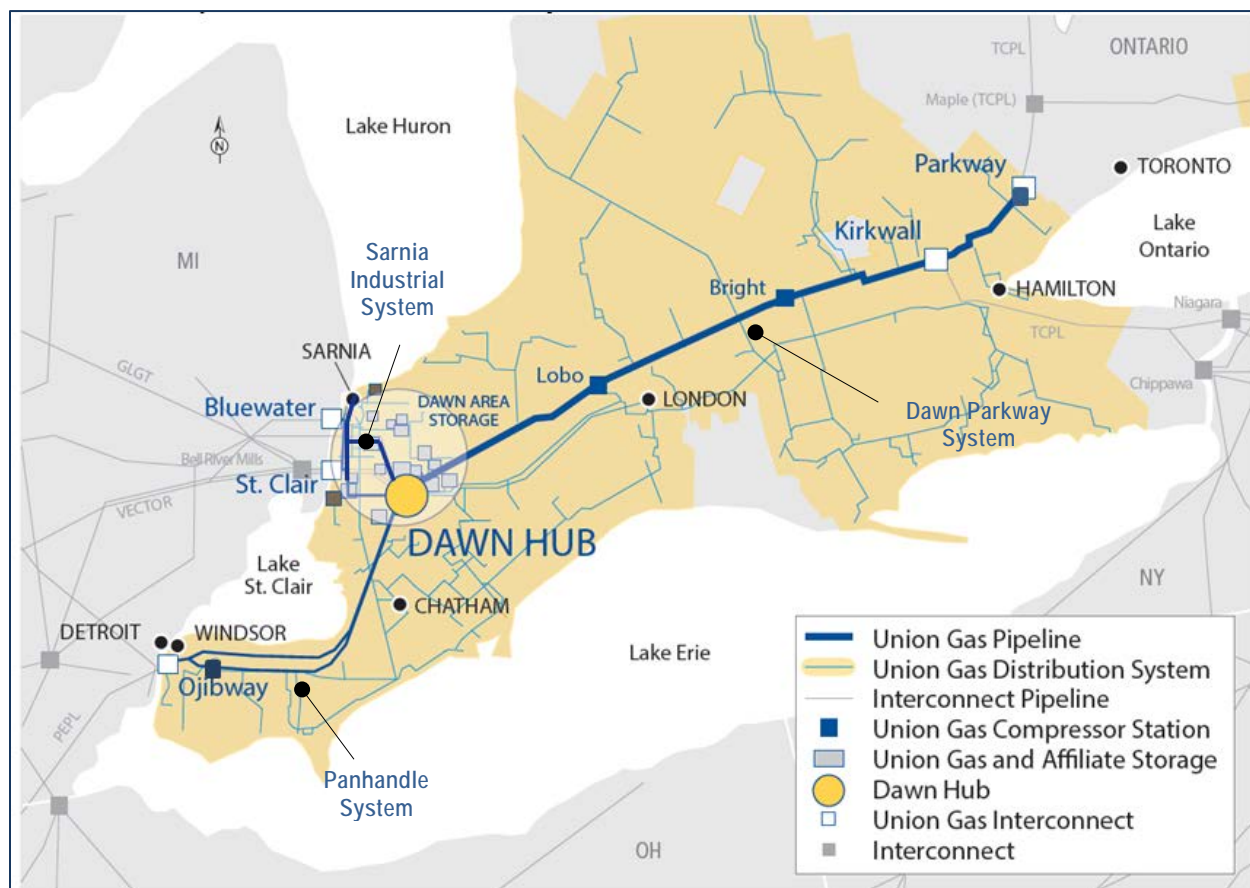 TCPL
ONTARIO
Maple (TCPL)
Lake Huron
Parkway
TORONTO
Lake
Ontario
Kirkwall
MI
Sarnia
Industrial
System
Bright
HAMILTON
Niagara
TCPL
SARNIA
GLGT
Lobo
Chippawa
DAWN AREA
STORAGE
LONDON
Bluewater
Dawn Parkway
System
Bell River Mills
St. Clair
VECTOR
DAWN HUB
Lake
St. Clair
NY
CHATHAM
DETROIT
WINDSOR
Lake Erie
Ojibway
PEPL
Panhandle
System
OH
Union Gas Pipeline
Union Gas Distribution System
Interconnect Pipeline
Union Gas Compressor Station
Union Gas and Affiliate Storage
Dawn Hub
Union Gas Interconnect
Interconnect
N